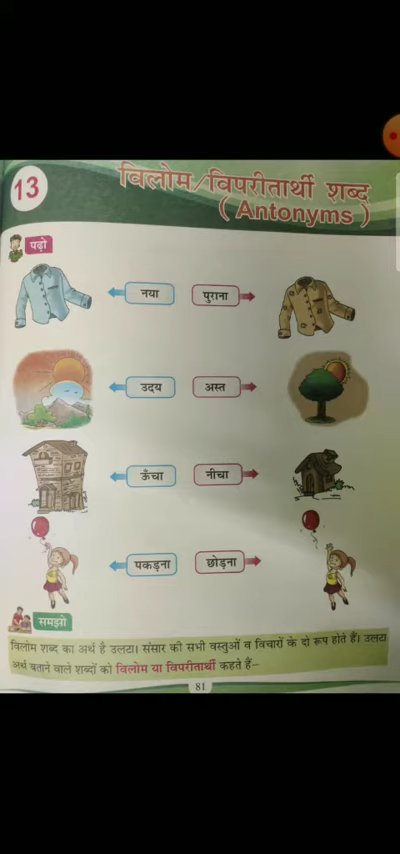 13
विलोम/विपरीतार्थी शब्द
(Antonyms)
पढ़ो
नया पुराना
उदय अस्त
ऊँचा नीचा
पकड़ना छोड़ना
समझो
विलोम शब्द का अर्थ है उलटा। संसार की सभी वस्तुओं व विचारों के दो रूप होते हैं। उलटा
अर्थ बताने वाले शब्दों को विलोम या विपरीतार्थी कहते हैं–
81